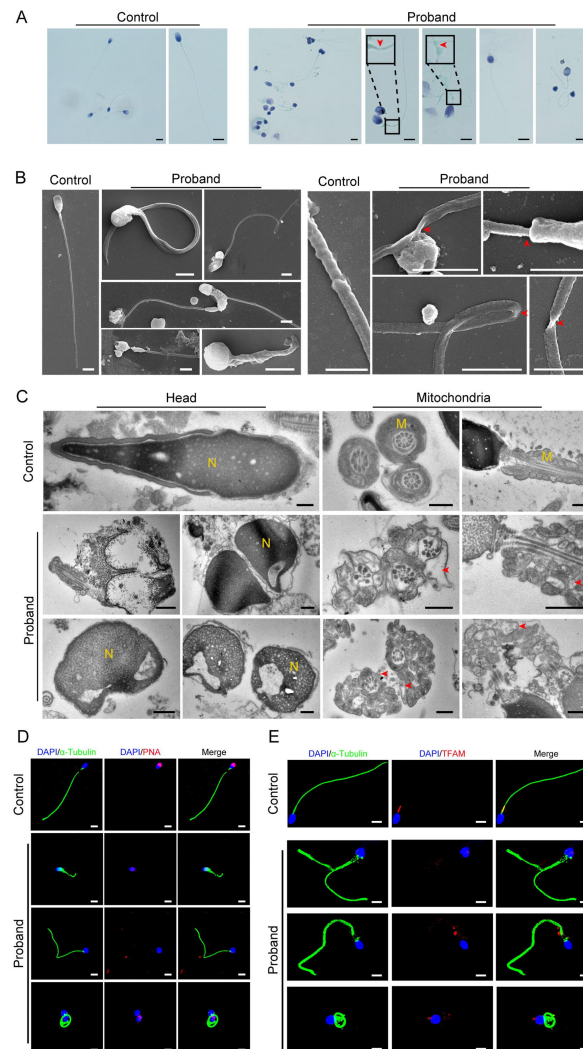 A
Control
Proband
B
Control
Proband
Control
Proband
C
Head
Mitochondria
Control
N
M
M
Proband
N
N
N
D
DAPI/α-Tubulin
DAPI/PNA
Merge
Control
Proband
E
DAPI/α-Tubulin
DAPI/TFAM
Merge
Control
Proband